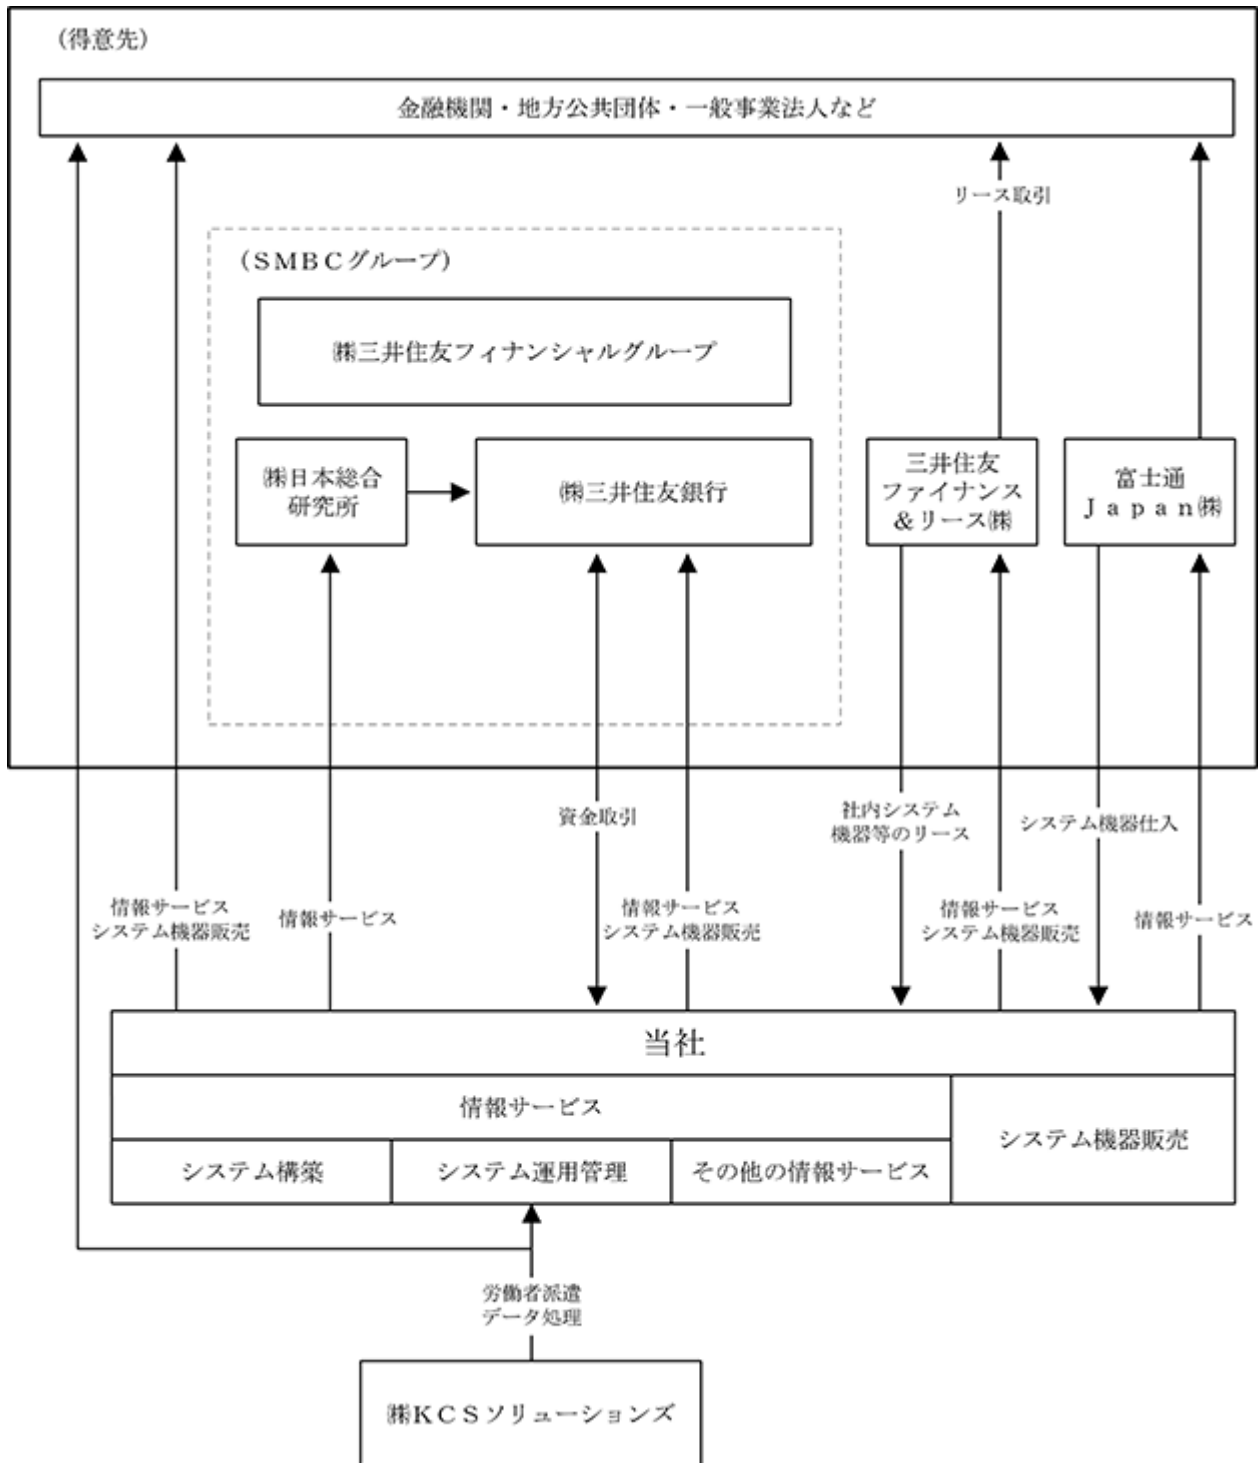 (得意先)
金融機関・地方公共団体・一般事業法人など
リース取引
(SMBCグループ)
㈱三井住友フィナンシャルグループ
㈱日本総合
研究所
㈱三井住友銀行
三井住友
ファイナンス
&リース㈱
富士通
Japan㈱
資金取引
社内システム
機器等のリース
システム機器仕入
情報サービス
システム機器販売
情報サービス
情報サービス
システム機器販売
情報サービス
システム機器販売
情報サービス
当社
情報サービス
システム機器販売
システム構築
システム運用管理
その他の情報サービス
労働者派遣
データ処理
㈱KCSソリューションズ